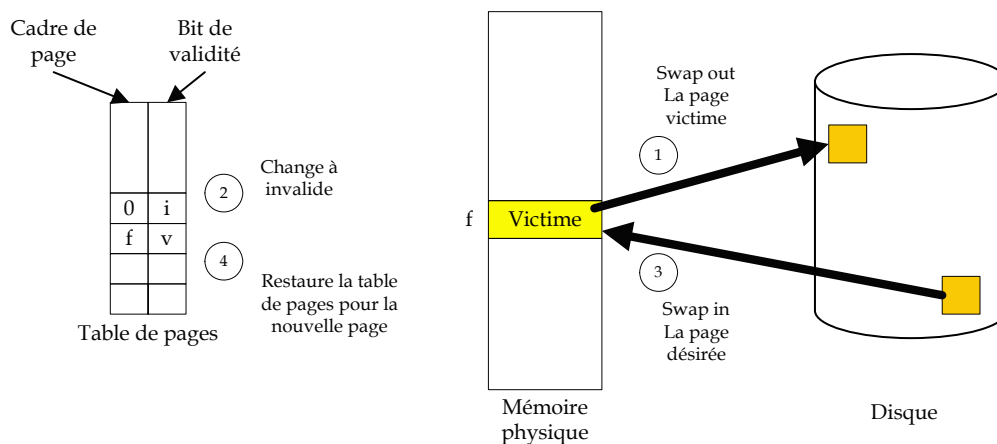 Cadre de
page
Bit de
validité
2
Change à
invalide
0 i
f v
4
Restaure la table
de pages pour la
nouvelle page
Table de pages
Swap out
La page
victime
1
f
Victime
3
Swap in
La page
désirée
Mémoire
physique
Disque